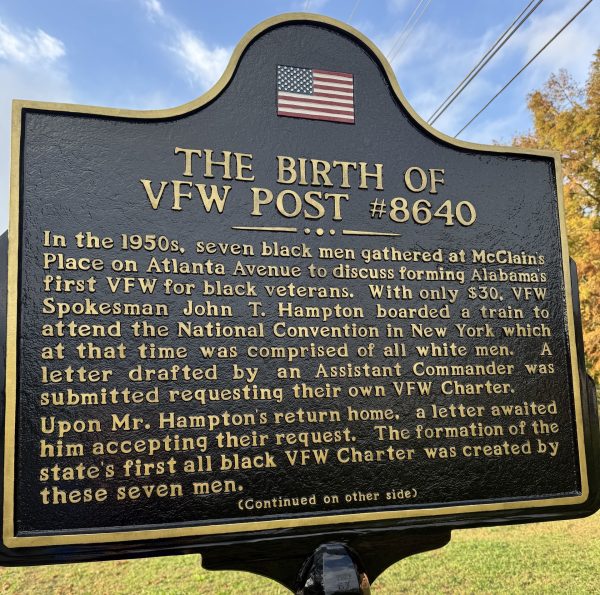 THE BIRTH OF
VFW POST #8640
In the 1950s, seven black men gathered at McClain's
Place on Atlanta Avenue to discuss forming Alabama's
first VFW for black veterans. With only $30, VFW
Spokesman John T. Hampton boarded a train to
attend the National Convention in New York which
at that time was comprised of all white men. A
letter drafted by an Assistant Commander was
submitted requesting their own VFW Charter.
Upon Mr. Hampton's return home, a letter awaited
him accepting their request. The formation of the
state's first all black VFW Charter was created by
these seven men.
(Continued on other side)